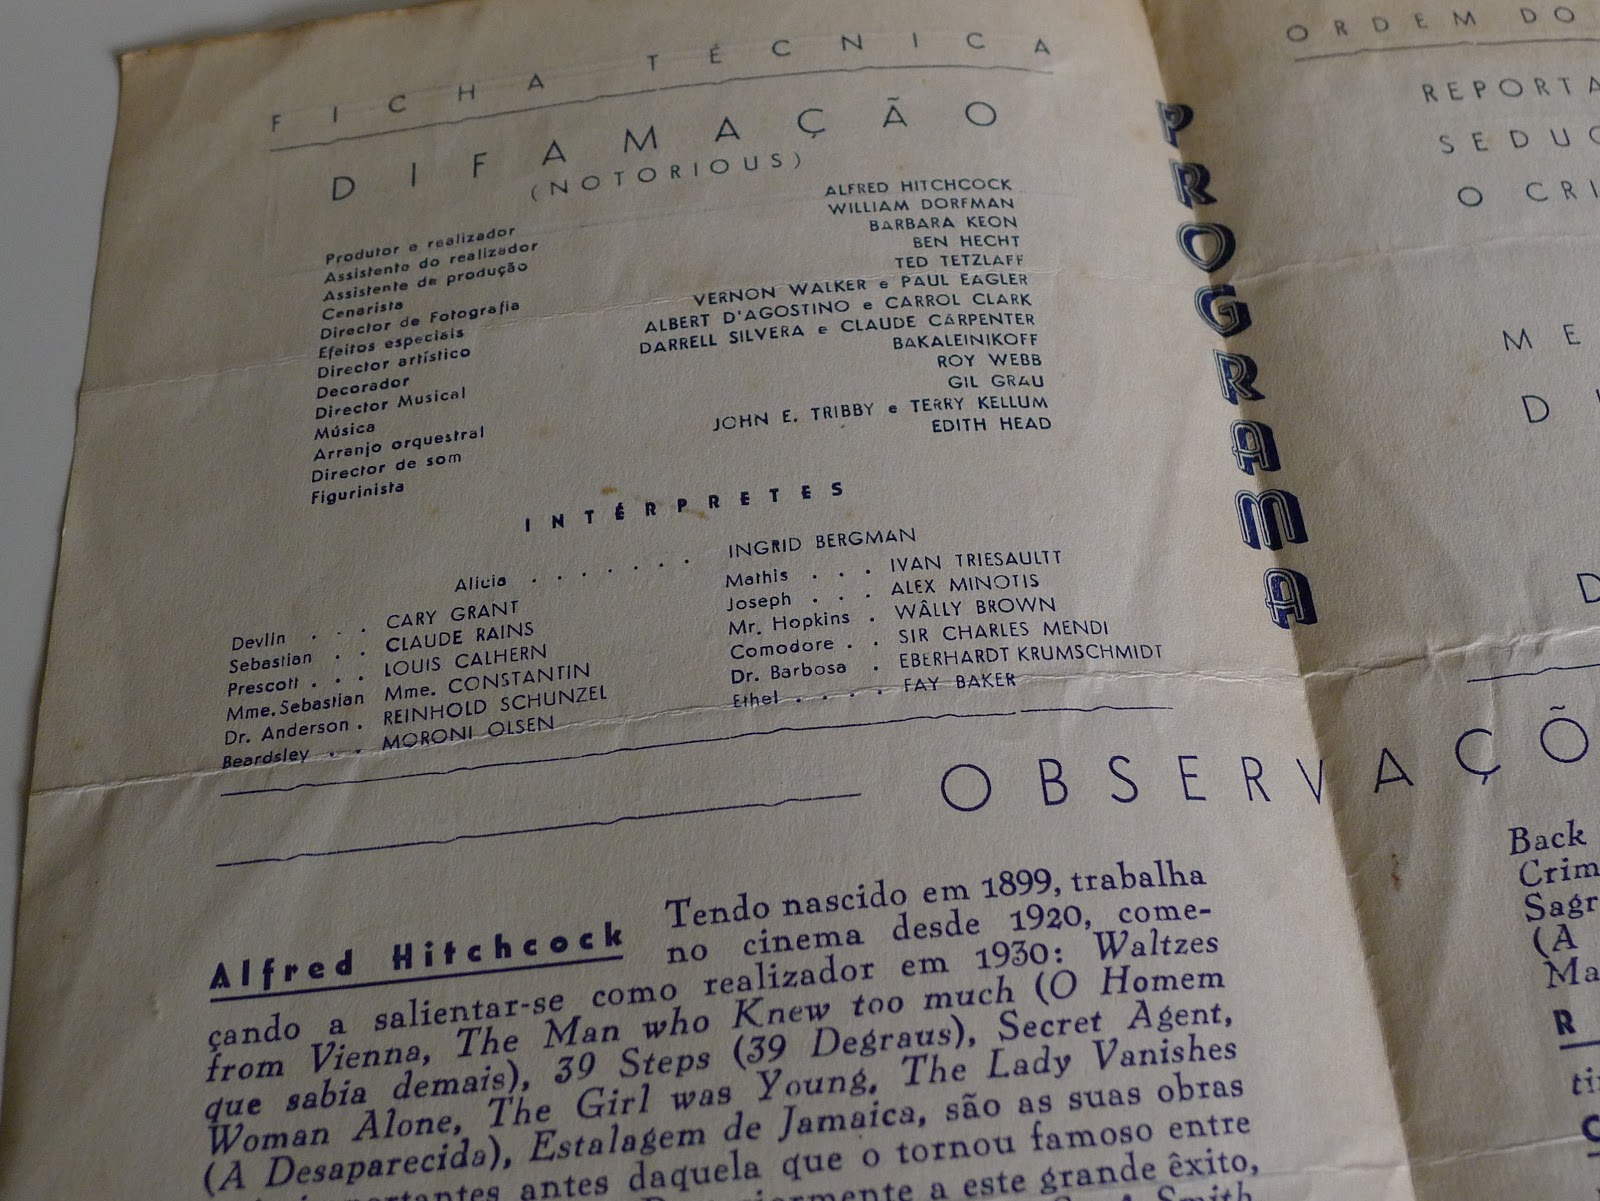 FICHA TÉCNICA
DIFAMAÇÃO
(NOTORIOUS)
Produtor e realizador ALFRED HITCHCOCK
Assistente do realizador WILLIAM DORFMAN
Assistente de produção BARBARA KEON
Cenarista BEN HECHT
Director de Fotografia TED TETZLAFF
Efeitos especiais VERNON WALKER e PAUL EAGLER
Director artístico ALBERT D'AGOSTINO e CARROL CLARK
Decorador DARRELL SILVERA e CLAUDE CARPENTER
Director Musical BAKALEINIKOFF
Música ROY WEBB
Arranjo orquestral GIL GRAU
Director de som JOHN E. TRIBBY e TERRY KELLUM
Figurinista EDITH HEAD
INTÉRPRETES
Alicia . . . . . . . INGRID BERGMAN
Devlin . . . CARY GRANT
Sebastian . . CLAUDE RAINS
Prescott . . . LOUIS CALHERN
Mme. Sebastian Mme. CONSTANTIN
Dr. Anderson . REINHOLD SCHUNZEL
Beardsley . . MORONI OLSEN
Mathis . . . IVAN TRIESAULTT
Joseph . . . ALEX MINOTIS
Mr. Hopkins . WÂLLY BROWN
Comodore . . SIR CHARLES MENDI
Dr. Barbosa . EBERHARDT KRUMSCHMIDT
Ethel . . . . FAY BAKER
PROGRAMA
ORDEM DO
REPORTA
SEDUC
O CRI
ME
D
D
OBSERVAÇÕ
Alfred Hitchcock Tendo nascido em 1899, trabalha
no cinema desde 1920, come-
çando a salientar-se como realizador em 1930: Waltzes
from Vienna, The Man who Knew too much (O Homem
que sabia demais), 39 Steps (39 Degraus), Secret Agent,
Woman Alone, The Girl was Young, The Lady Vanishes
(A Desaparecida), Estalagem de Jamaica, são as suas obras
antes daquela que o tornou famoso entre
a este grande êxito,
Smith
Back
Crim
Sagr
(A
Ma
R
ti